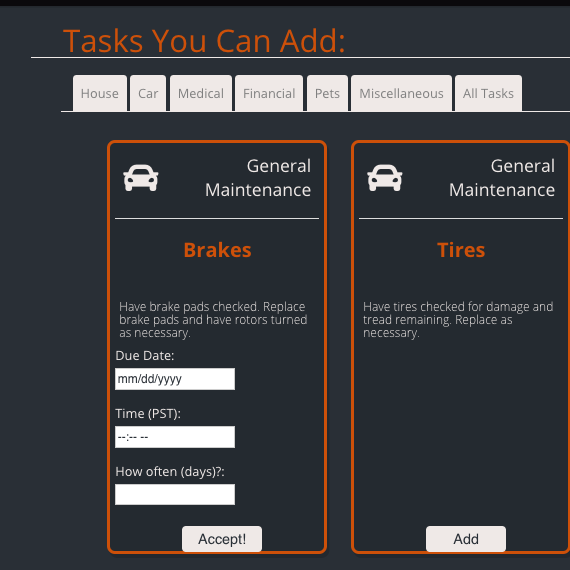 Tasks You Can Add:
House Car Medical Financial Pets Miscellaneous All Tasks
General
Maintenance
Brakes
Have brake pads checked. Replace
brake pads and have rotors turned
as necessary.
Due Date:
mm/dd/yyyy
Time (PST):
--:-- --
How often (days)?:
Accept!
General
Maintenance
Tires
Have tires checked for damage and
tread remaining. Replace as
necessary.
Add